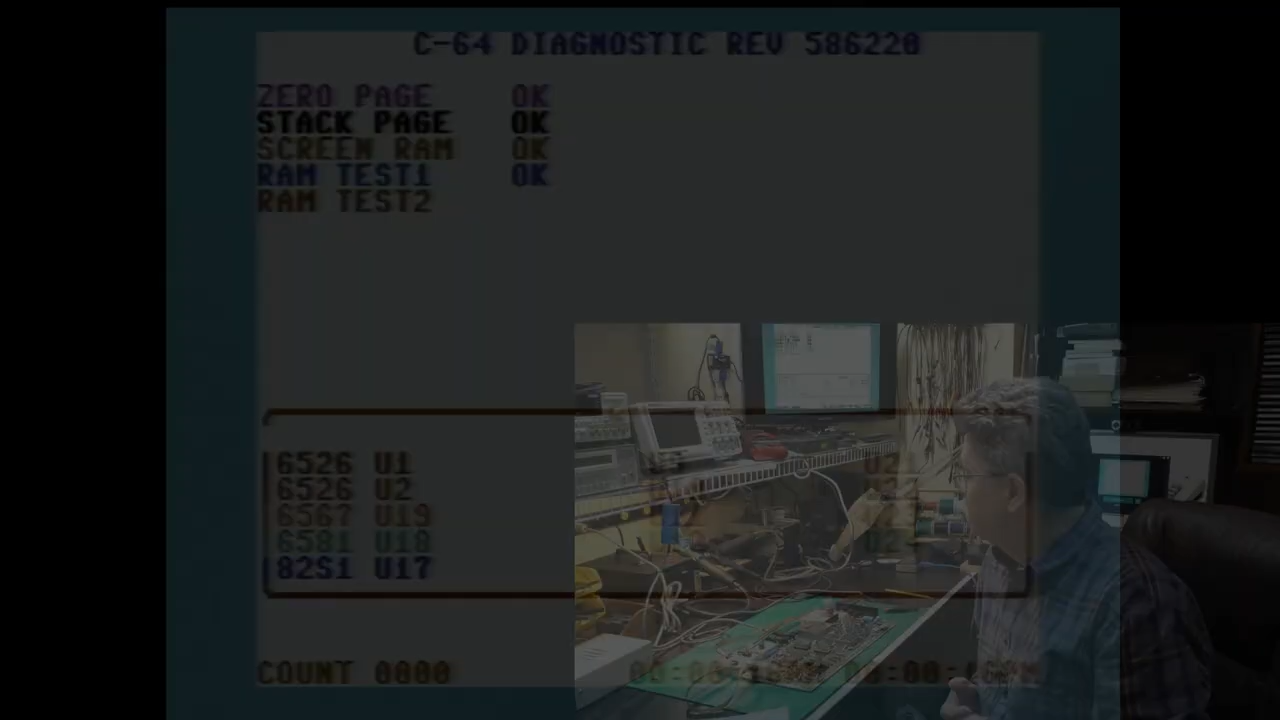 C-64 DIAGNOSTIC REV 586220
ZERO PAGE OK
STACK PAGE OK
SCREEN RAM OK
RAM TEST1 OK
RAM TEST2
6526 U1
6526 U2
6567 U19
6581 U18
82S1 U17
COUNT 0000